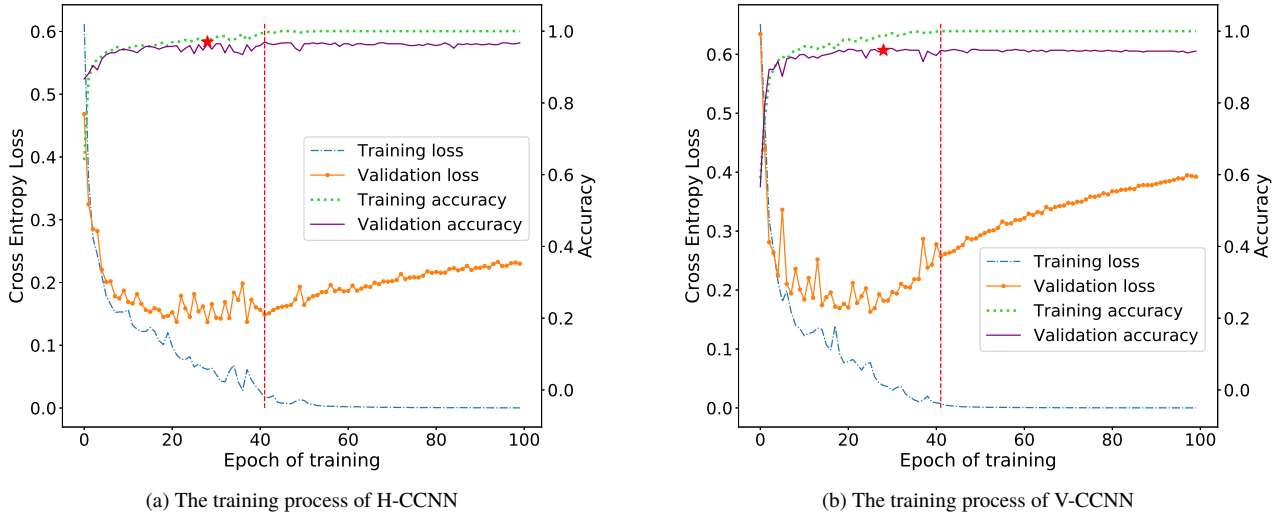 0.6
0.5
0.4
0.3
0.2
0.1
0.0
Cross Entropy Loss
1.0
0.8
0.6
0.4
0.2
0.0
Accuracy
Training loss
Validation loss
Training accuracy
Validation accuracy
0 20 40 60 80 100
Epoch of training
(a) The training process of H-CCNN
0.6
0.5
0.4
0.3
0.2
0.1
0.0
Cross Entropy Loss
1.0
0.8
0.6
0.4
0.2
0.0
Accuracy
Training loss
Validation loss
Training accuracy
Validation accuracy
0 20 40 60 80 100
Epoch of training
(b) The training process of V-CCNN